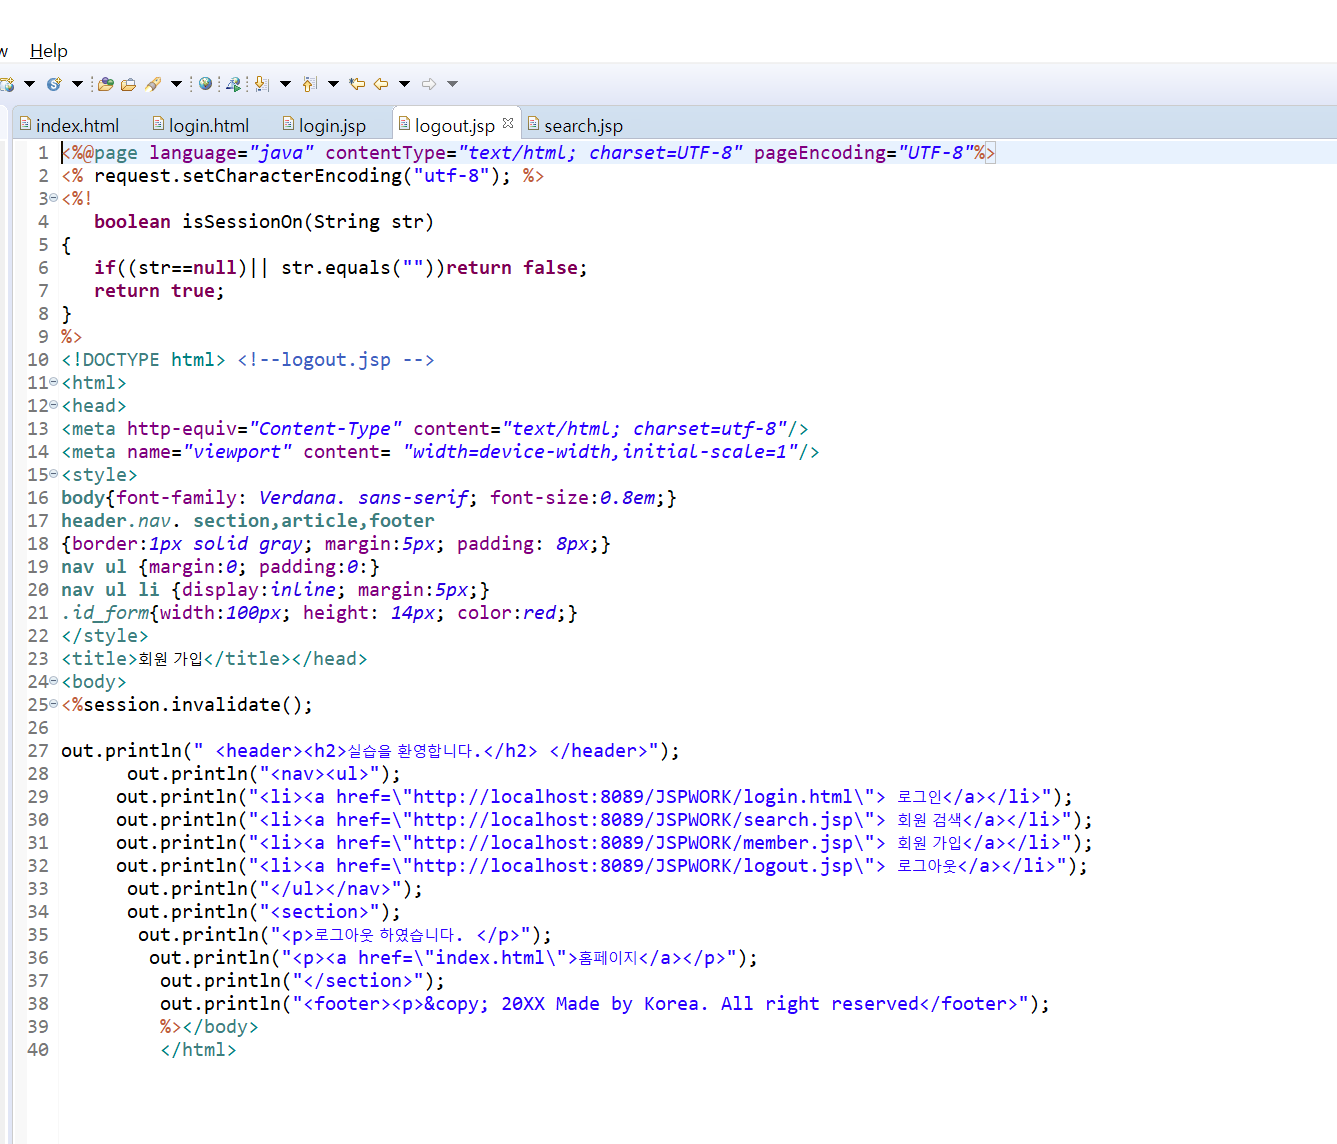 w Help
index.html login.html login.jsp logout.jsp search.jsp
1 <%@page language="java" contentType="text/html; charset=UTF-8" pageEncoding="UTF-8"%>
2 <% request.setCharacterEncoding("utf-8"); %>
3 <%!
4 boolean isSessionOn(String str)
5 {
6 if((str==null)|| str.equals(""))return false;
7 return true;
8 }
9 %>
10 <!DOCTYPE html> <!--logout.jsp -->
11 <html>
12 <head>
13 <meta http-equiv="Content-Type" content="text/html; charset=utf-8"/>
14 <meta name="viewport" content= "width=device-width,initial-scale=1"/>
15 <style>
16 body{font-family: Verdana. sans-serif; font-size:0.8em;}
17 header.nav. section,article,footer
18 {border:1px solid gray; margin:5px; padding: 8px;}
19 nav ul {margin:0; padding:0:}
20 nav ul li {display:inline; margin:5px;}
21 .id_form{width:100px; height: 14px; color:red;}
22 </style>
23 <title>회원 가입</title></head>
24 <body>
25 <%session.invalidate();
26
27 out.println(" <header><h2>실습을 환영합니다.</h2> </header>");
28 out.println("<nav><ul>");
29 out.println("<li><a href=\"http://localhost:8089/JSPWORK/login.html\"> 로그인</a></li>");
30 out.println("<li><a href=\"http://localhost:8089/JSPWORK/search.jsp\"> 회원 검색</a></li>");
31 out.println("<li><a href=\"http://localhost:8089/JSPWORK/member.jsp\"> 회원 가입</a></li>");
32 out.println("<li><a href=\"http://localhost:8089/JSPWORK/logout.jsp\"> 로그아웃</a></li>");
33 out.println("</ul></nav>");
34 out.println("<section>");
35 out.println("<p>로그아웃 하였습니다. </p>");
36 out.println("<p><a href=\"index.html\">홈페이지</a></p>");
37 out.println("</section>");
38 out.println("<footer><p>&copy; 20XX Made by Korea. All right reserved</footer>");
39 %></body>
40 </html>